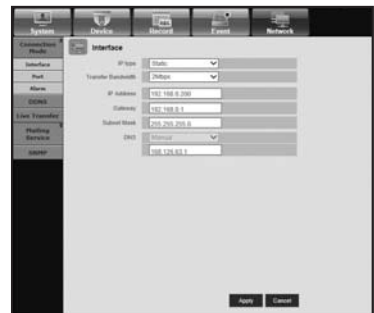 System
Device
Record
Event
Network
Connection Mode
Interface
Port
Alarm
DDNS
Live Transfer
Mailing Service
SNMP
Interface
IP type
Static
Transfer Bandwidth
2Mbps
IP Address
192.168.0.200
Gateway
192.168.0.1
Subnet Mask
255.255.255.0
DNS
Manual
168.126.63.1
Apply
Cancel